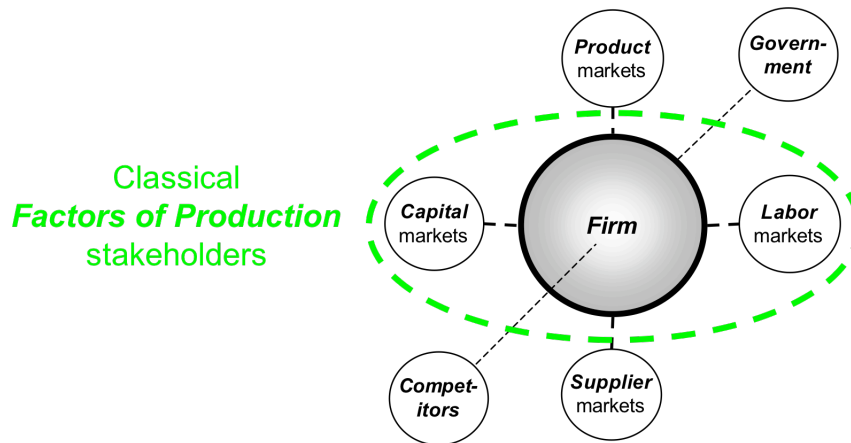 Product
markets
Govern-
ment
Classical
Factors of Production
stakeholders
Capital
markets
Firm
Labor
markets
Compet-
itors
Supplier
markets